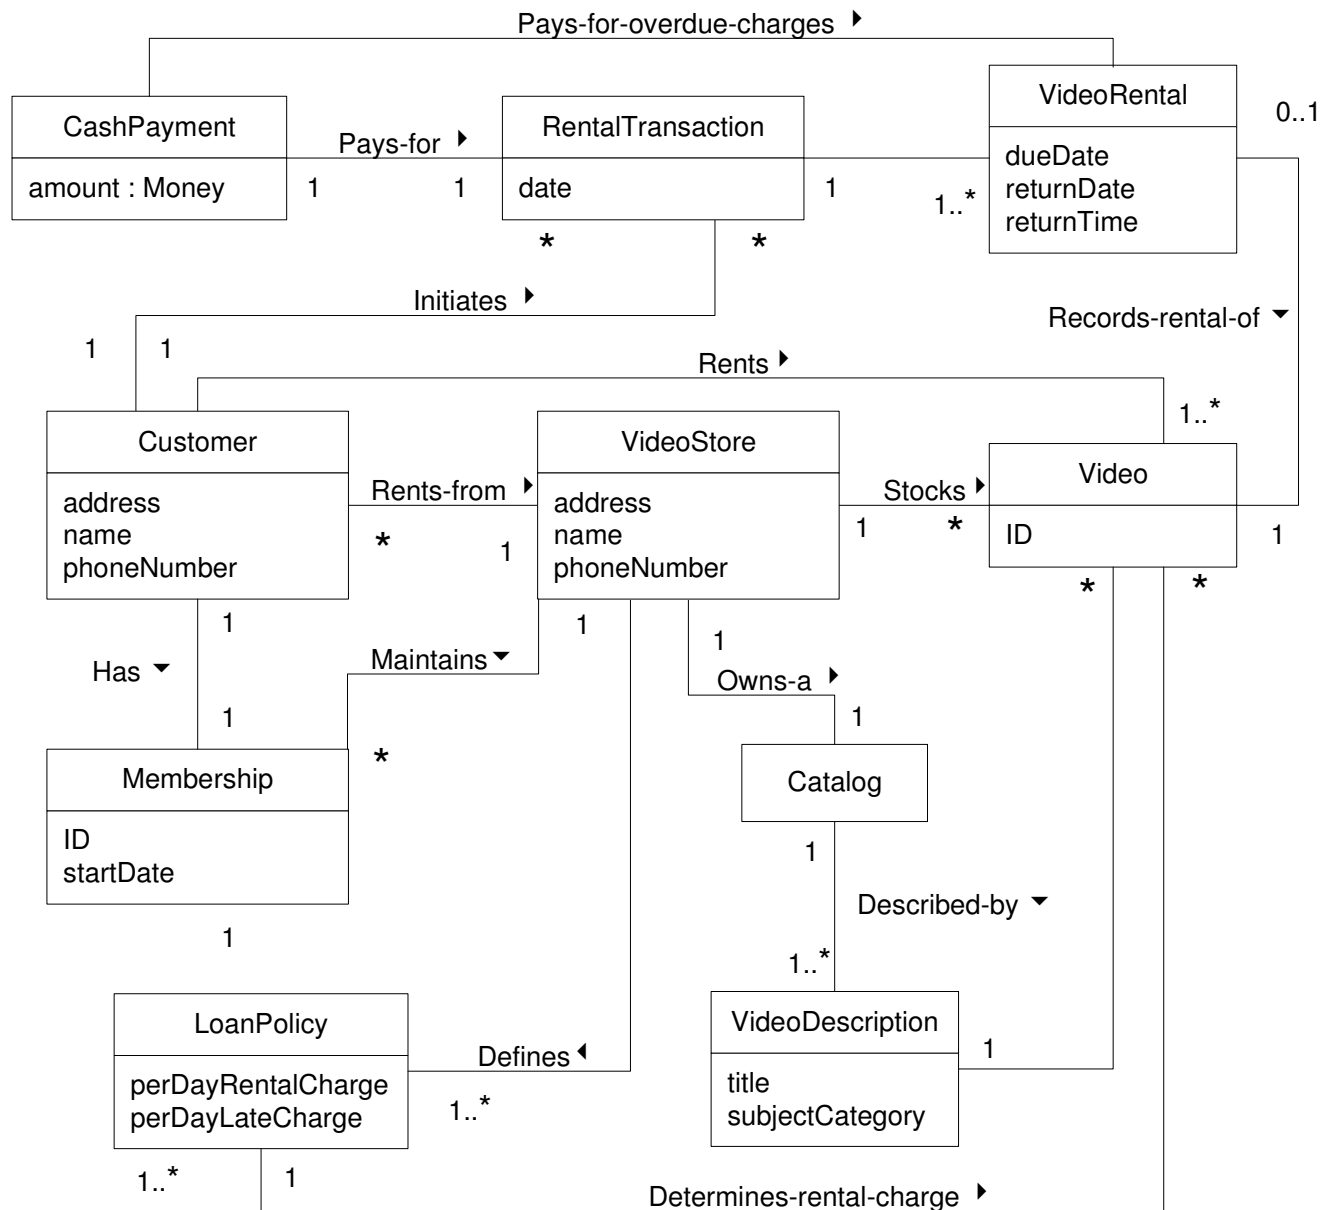 Pays-for-overdue-charges
CashPayment
amount : Money
Pays-for
1
1
RentalTransaction
date
1
1..*
VideoRental
dueDate
returnDate
returnTime
0..1
*
*
Initiates
Records-rental-of
1
1
Rents
1..*
Customer
address
name
phoneNumber
Rents-from
*
1
VideoStore
address
name
phoneNumber
Stocks
1
*
Video
ID
1
*
*
1
Has
1
Maintains
1
*
1
Owns-a
1
Membership
ID
startDate
1
Catalog
1
Described-by
1..*
LoanPolicy
perDayRentalCharge
perDayLateCharge
Defines
1..*
VideoDescription
title
subjectCategory
1
1..*
1
Determines-rental-charge